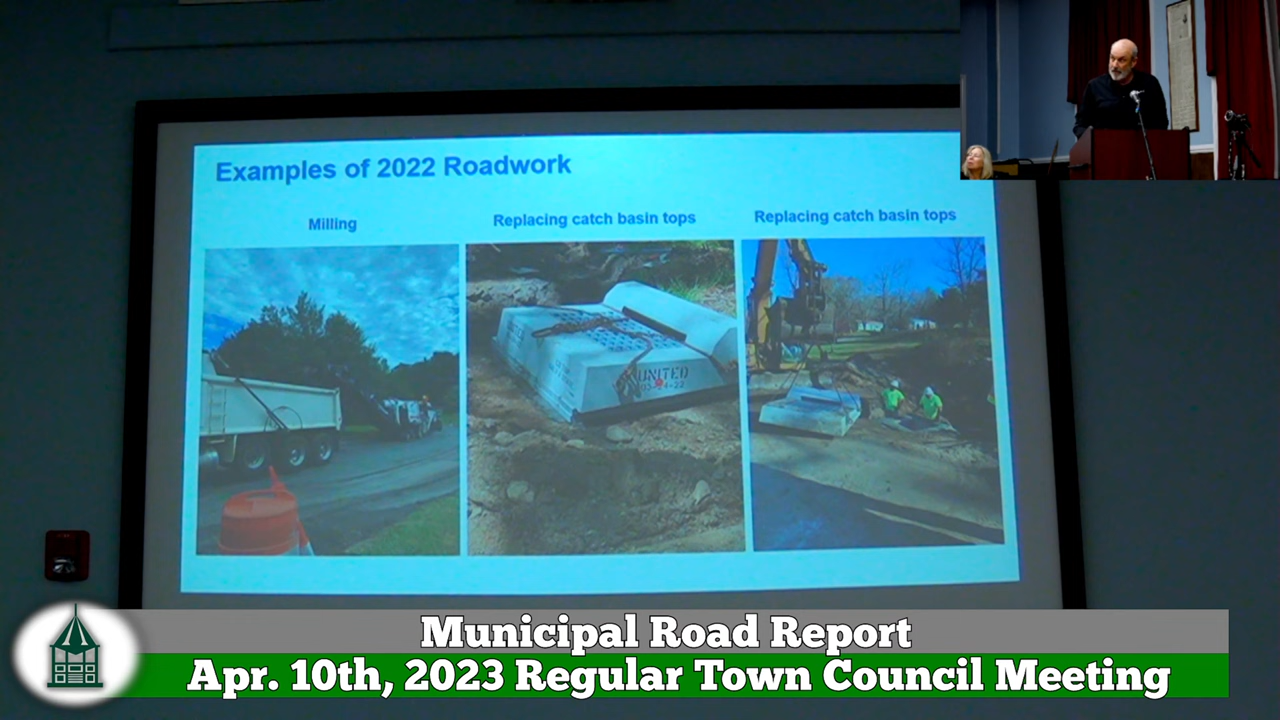 Examples of 2022 Roadwork
Milling
Replacing catch basin tops
Replacing catch basin tops
UNITED
Municipal Road Report
Apr. 10th, 2023 Regular Town Council Meeting